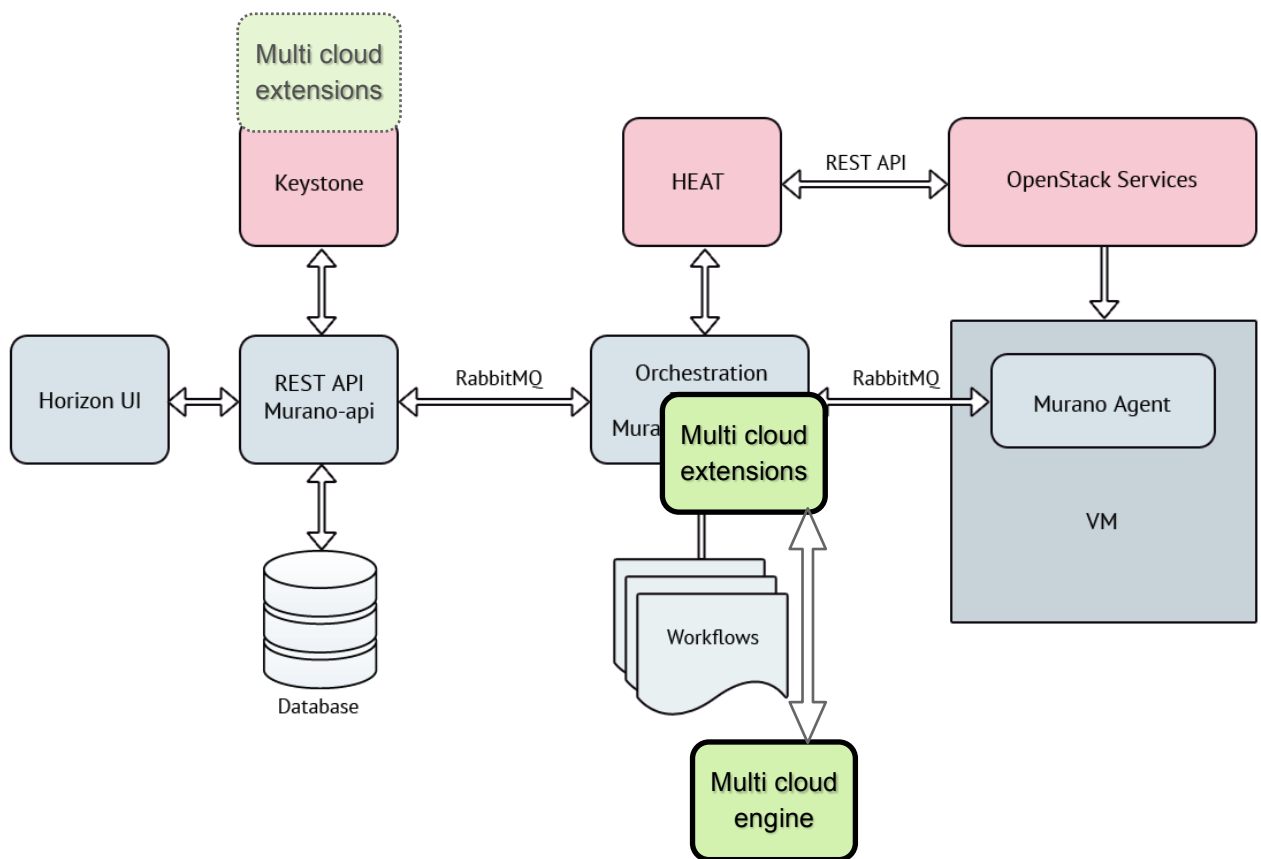 Multi cloud
extensions
Keystone
HEAT
REST API
OpenStack Services
Horizon UI
REST API
Murano-api
RabbitMQ
Orchestration
RabbitMQ
Murano Agent
Multi cloud
extensions
VM
Workflows
Database
Multi cloud
engine